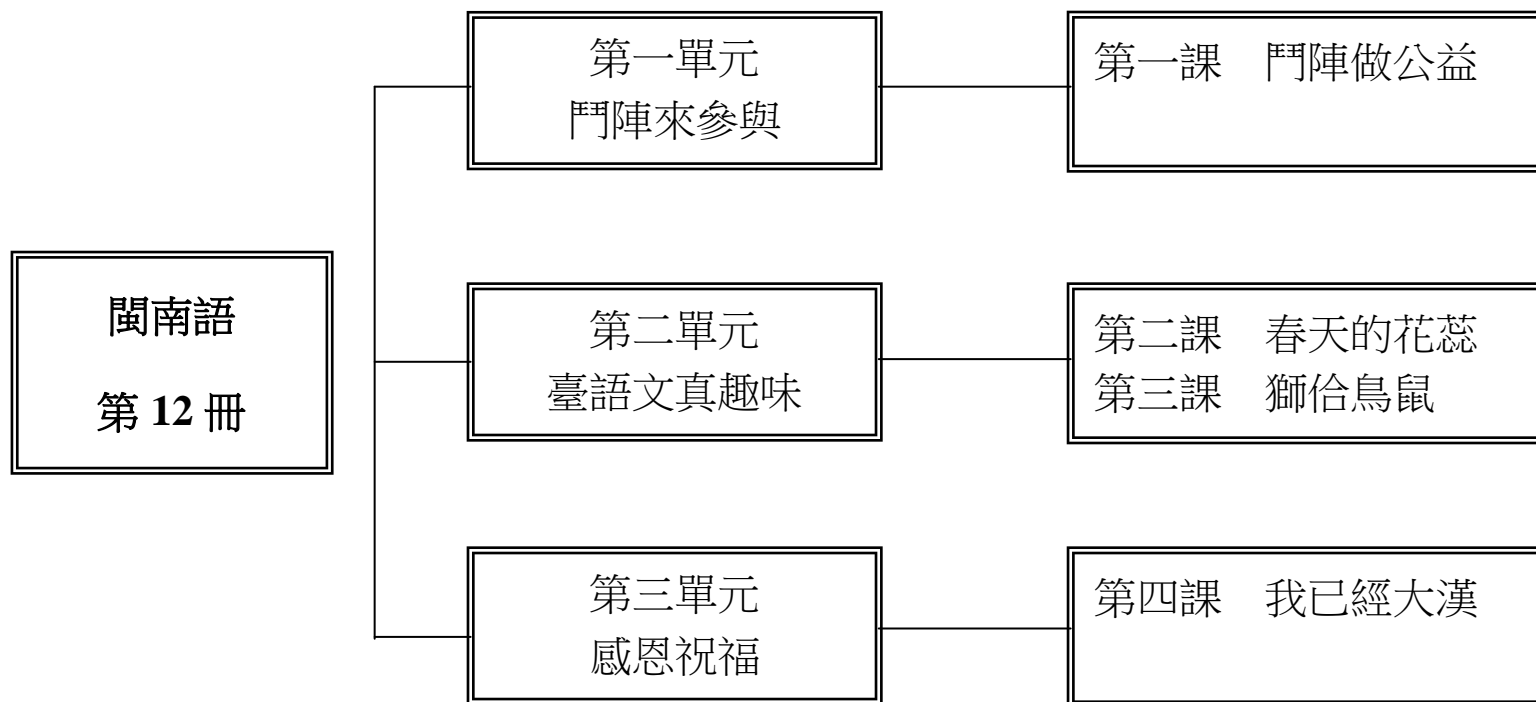 閩南語
第 12 冊
第一單元
鬥陣來參與
第一課　鬥陣做公益
第二單元
臺語文真趣味
第二課　春天的花蕊
第三課　獅佮鳥鼠
第三單元
感恩祝福
第四課　我已經大漢